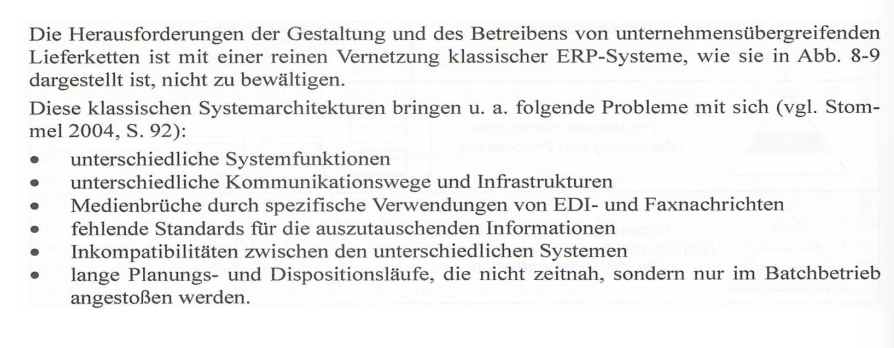 Die Herausforderungen der Gestaltung und des Betreibens von unternehmensübergreifenden
Lieferketten ist mit einer reinen Vernetzung klassischer ERP-Systeme, wie sie in Abb. 8-9
dargestellt ist, nicht zu bewältigen.
Diese klassischen Systemarchitekturen bringen u. a. folgende Probleme mit sich (vgl. Stom-
mel 2004, S. 92):
• unterschiedliche Systemfunktionen
• unterschiedliche Kommunikationswege und Infrastrukturen
• Medienbrüche durch spezifische Verwendungen von EDI- und Faxnachrichten
• fehlende Standards für die auszutauschenden Informationen
• Inkompatibilitäten zwischen den unterschiedlichen Systemen
• lange Planungs- und Dispositionsläufe, die nicht zeitnah, sondern nur im Batchbetrieb
angestoßen werden.